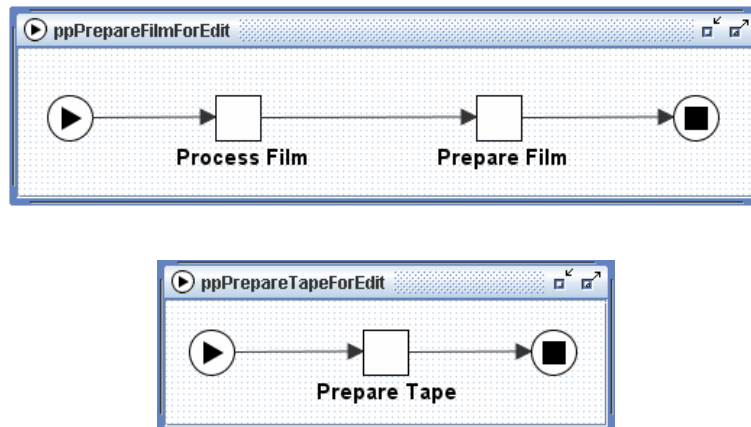 ppPrepareFilmForEdit
Process Film
Prepare Film
ppPrepareTapeForEdit
Prepare Tape